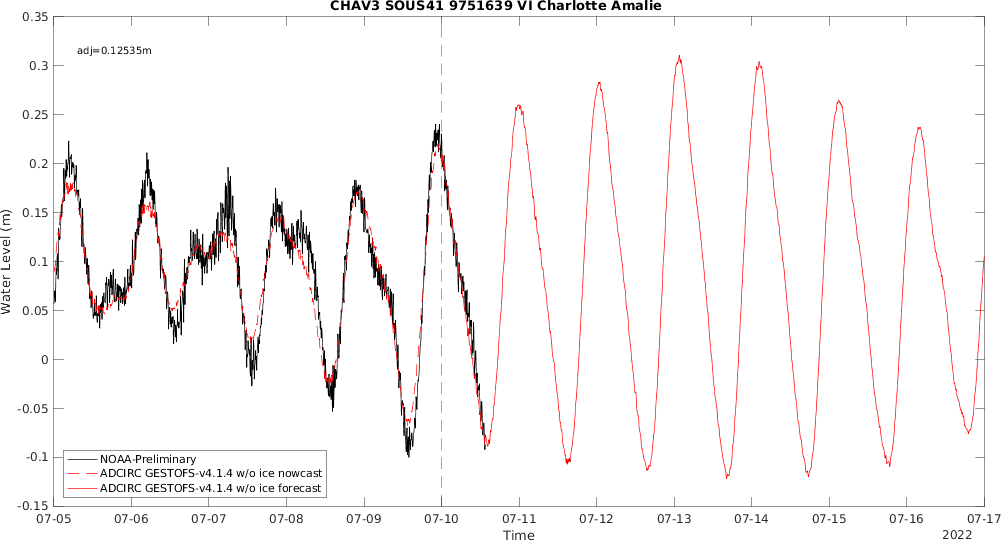 CHAV3 SOUS41 9751639 VI Charlotte Amalie
adj=0.12535m
0.35
0.3
0.25
0.2
0.15
0.1
0.05
0
-0.05
-0.1
-0.15
Water Level (m)
NOAA-Preliminary
ADCIRC GESTOFS-v4.1.4 w/o ice nowcast
ADCIRC GESTOFS-v4.1.4 w/o ice forecast
07-05 07-06 07-07 07-08 07-09 07-10 07-11 07-12 07-13 07-14 07-15 07-16 07-17
Time
2022